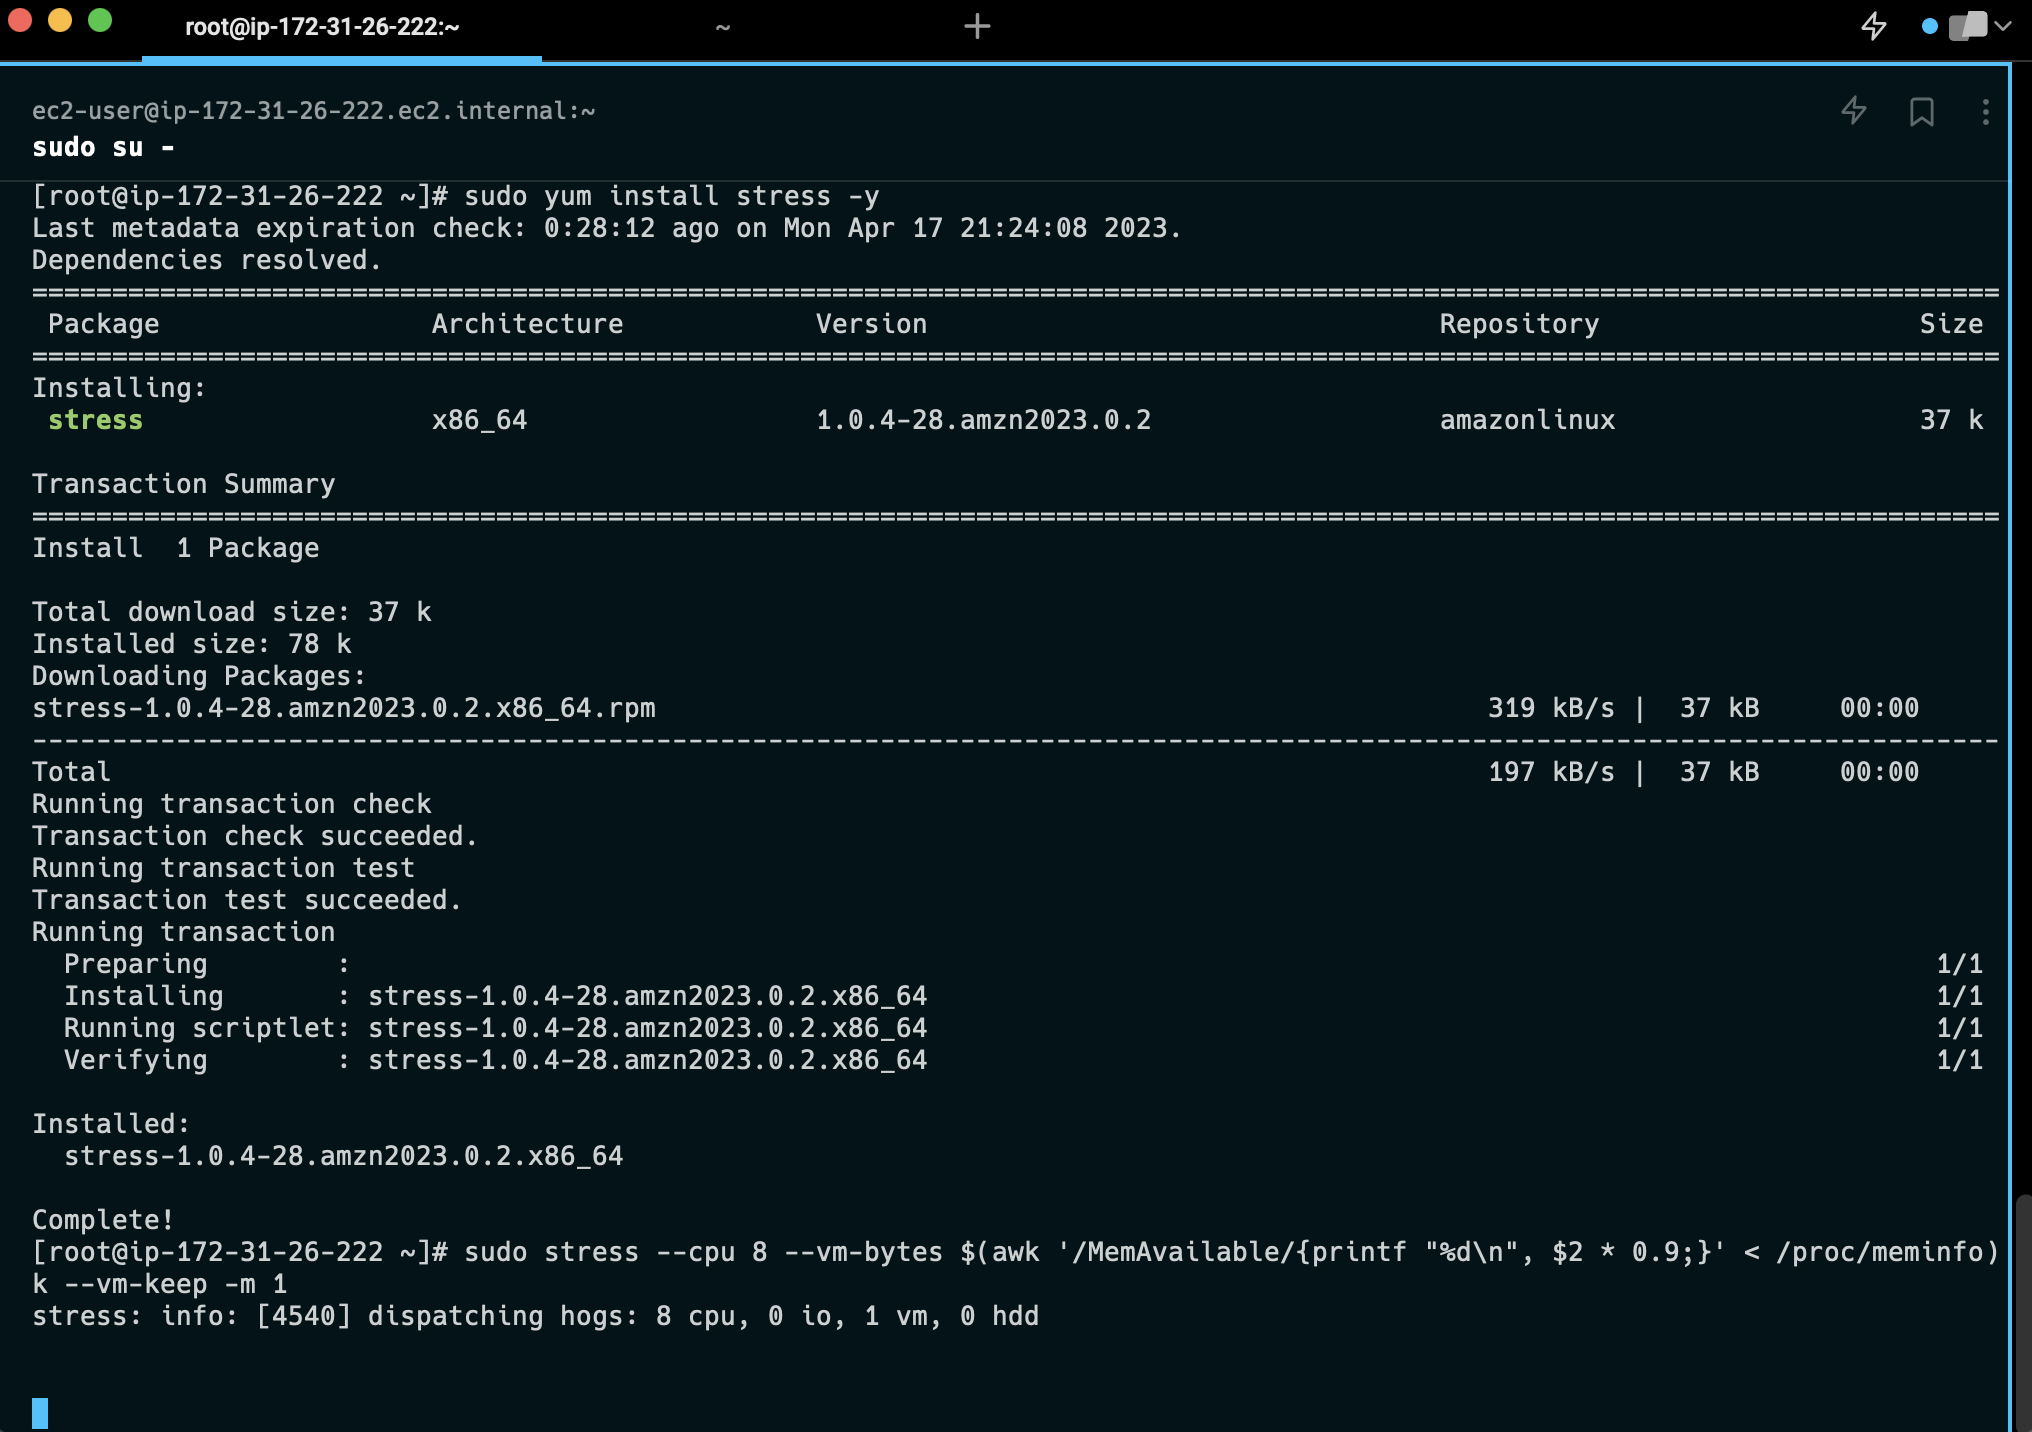 root@ip-172-31-26-222:~
~
ec2-user@ip-172-31-26-222.ec2.internal:~
sudo su -
[root@ip-172-31-26-222 ~]# sudo yum install stress -y
Last metadata expiration check: 0:28:12 ago on Mon Apr 17 21:24:08 2023.
Dependencies resolved.
===========================================================================================================================
 Package                 Architecture            Version                                Repository                    Size
===========================================================================================================================
Installing:
 stress                  x86_64                  1.0.4-28.amzn2023.0.2                  amazonlinux                   37 k

Transaction Summary
===========================================================================================================================
Install  1 Package

Total download size: 37 k
Installed size: 78 k
Downloading Packages:
stress-1.0.4-28.amzn2023.0.2.x86_64.rpm                                                    319 kB/s |  37 kB     00:00
---------------------------------------------------------------------------------------------------------------------------
Total                                                                                      197 kB/s |  37 kB     00:00
Running transaction check
Transaction check succeeded.
Running transaction test
Transaction test succeeded.
Running transaction
  Preparing        :                                                                                                   1/1
  Installing       : stress-1.0.4-28.amzn2023.0.2.x86_64                                                               1/1
  Running scriptlet: stress-1.0.4-28.amzn2023.0.2.x86_64                                                               1/1
  Verifying        : stress-1.0.4-28.amzn2023.0.2.x86_64                                                               1/1

Installed:
  stress-1.0.4-28.amzn2023.0.2.x86_64

Complete!
[root@ip-172-31-26-222 ~]# sudo stress --cpu 8 --vm-bytes $(awk '/MemAvailable/{printf "%d\n", $2 * 0.9;}' < /proc/meminfo)
k --vm-keep -m 1
stress: info: [4540] dispatching hogs: 8 cpu, 0 io, 1 vm, 0 hdd